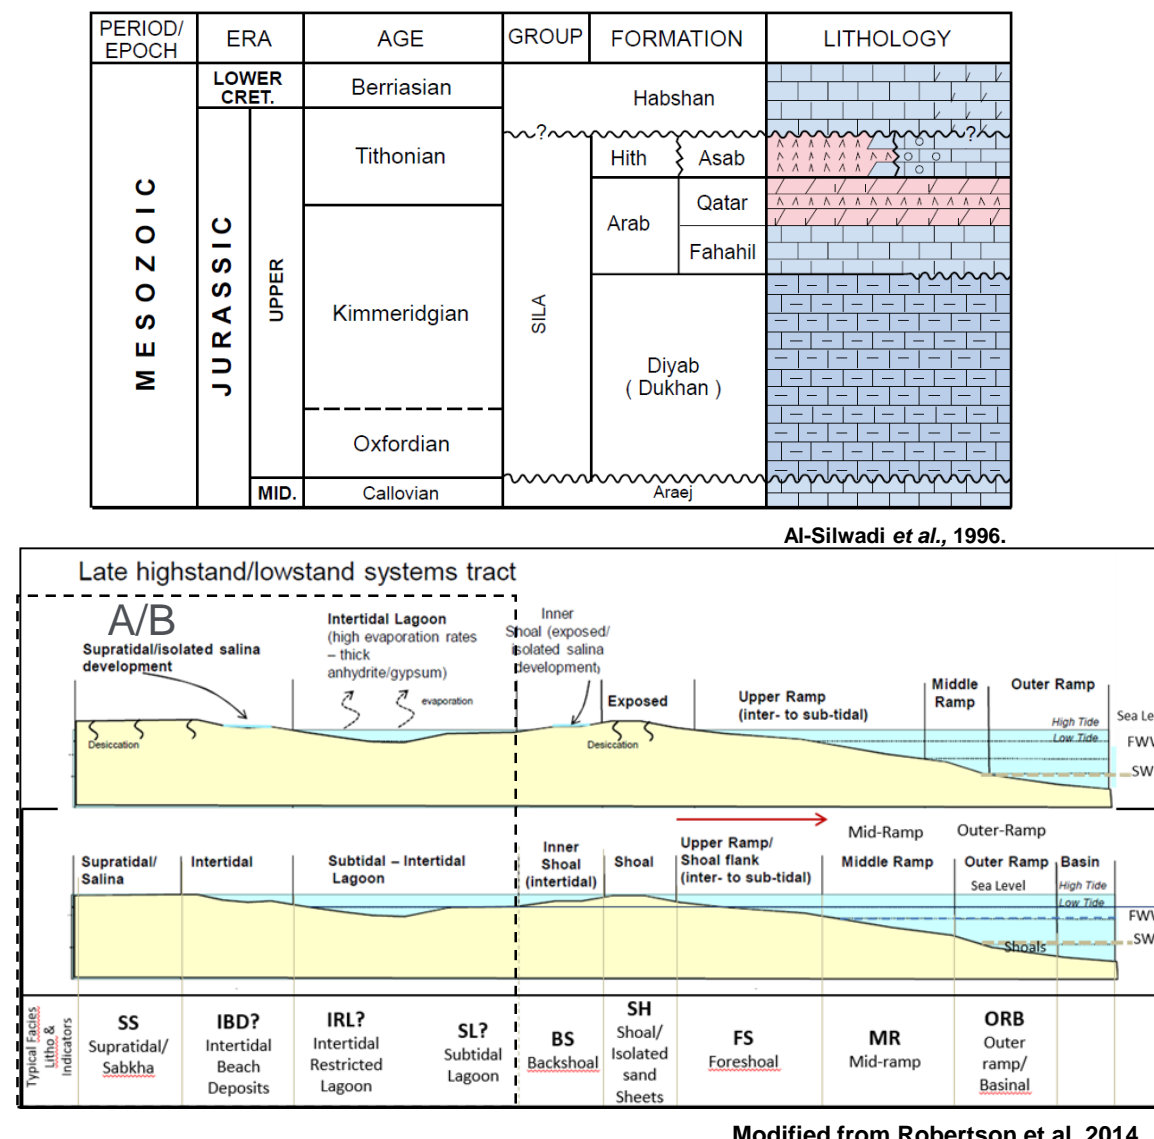 PERIOD/
EPOCH
ERA
AGE
GROUP
FORMATION
LITHOLOGY
MESOZOIC
LOWER
CRET.
JURASSIC
UPPER
MID.
Berriasian
Tithonian
Kimmeridgian
Oxfordian
Callovian
SILA
?
Habshan
Hith
Asab
Arab
Qatar
Fahahil
Diyab
( Dukhan )
Araej
?
Al-Silwadi et al., 1996.
Late highstand/lowstand systems tract
A/B
Supratidal/isolated salina
development
Intertidal Lagoon
(high evaporation rates
– thick
anhydrite/gypsum)
evaporation
Inner
Shoal (exposed/
isolated salina
development)
Exposed
Upper Ramp
(inter- to sub-tidal)
Middle
Ramp
Outer Ramp
Desiccation
Desiccation
High Tide
Low Tide
Sea Le
FWW
SW
Mid-Ramp
Outer-Ramp
Supratidal/
Salina
Intertidal
Subtidal – Intertidal
Lagoon
Inner
Shoal
(intertidal)
Shoal
Upper Ramp/
Shoal flank
(inter- to sub-tidal)
Middle Ramp
Outer Ramp
Basin
Sea Level
High Tide
Low Tide
FWW
SW
Shoals
Typical Facies
Litho &
Indicators
SS
Supratidal/
Sabkha
IBD?
Intertidal
Beach
Deposits
IRL?
Intertidal
Restricted
Lagoon
SL?
Subtidal
Lagoon
BS
Backshoal
SH
Shoal/
Isolated
sand
Sheets
FS
Foreshoal
MR
Mid-ramp
ORB
Outer
ramp/
Basinal
Modified from Robertson et al. 2014